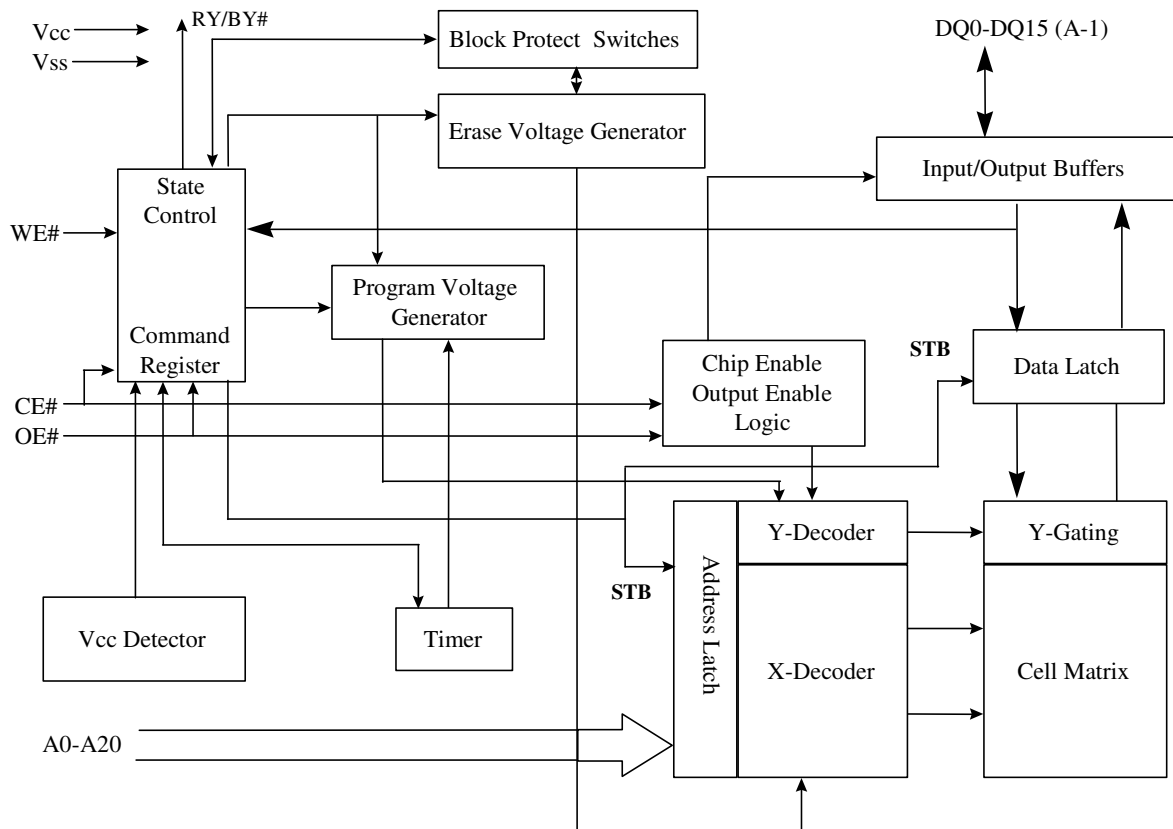 Vcc
Vss
RY/BY#
Block Protect Switches
DQ0-DQ15 (A-1)
Erase Voltage Generator
Input/Output Buffers
State
Control
WE#
Program Voltage
Generator
Command
Register
STB
Chip Enable
Output Enable
Logic
Data Latch
CE#
OE#
Y-Decoder
Y-Gating
Address Latch
STB
Vcc Detector
Timer
X-Decoder
Cell Matrix
A0-A20